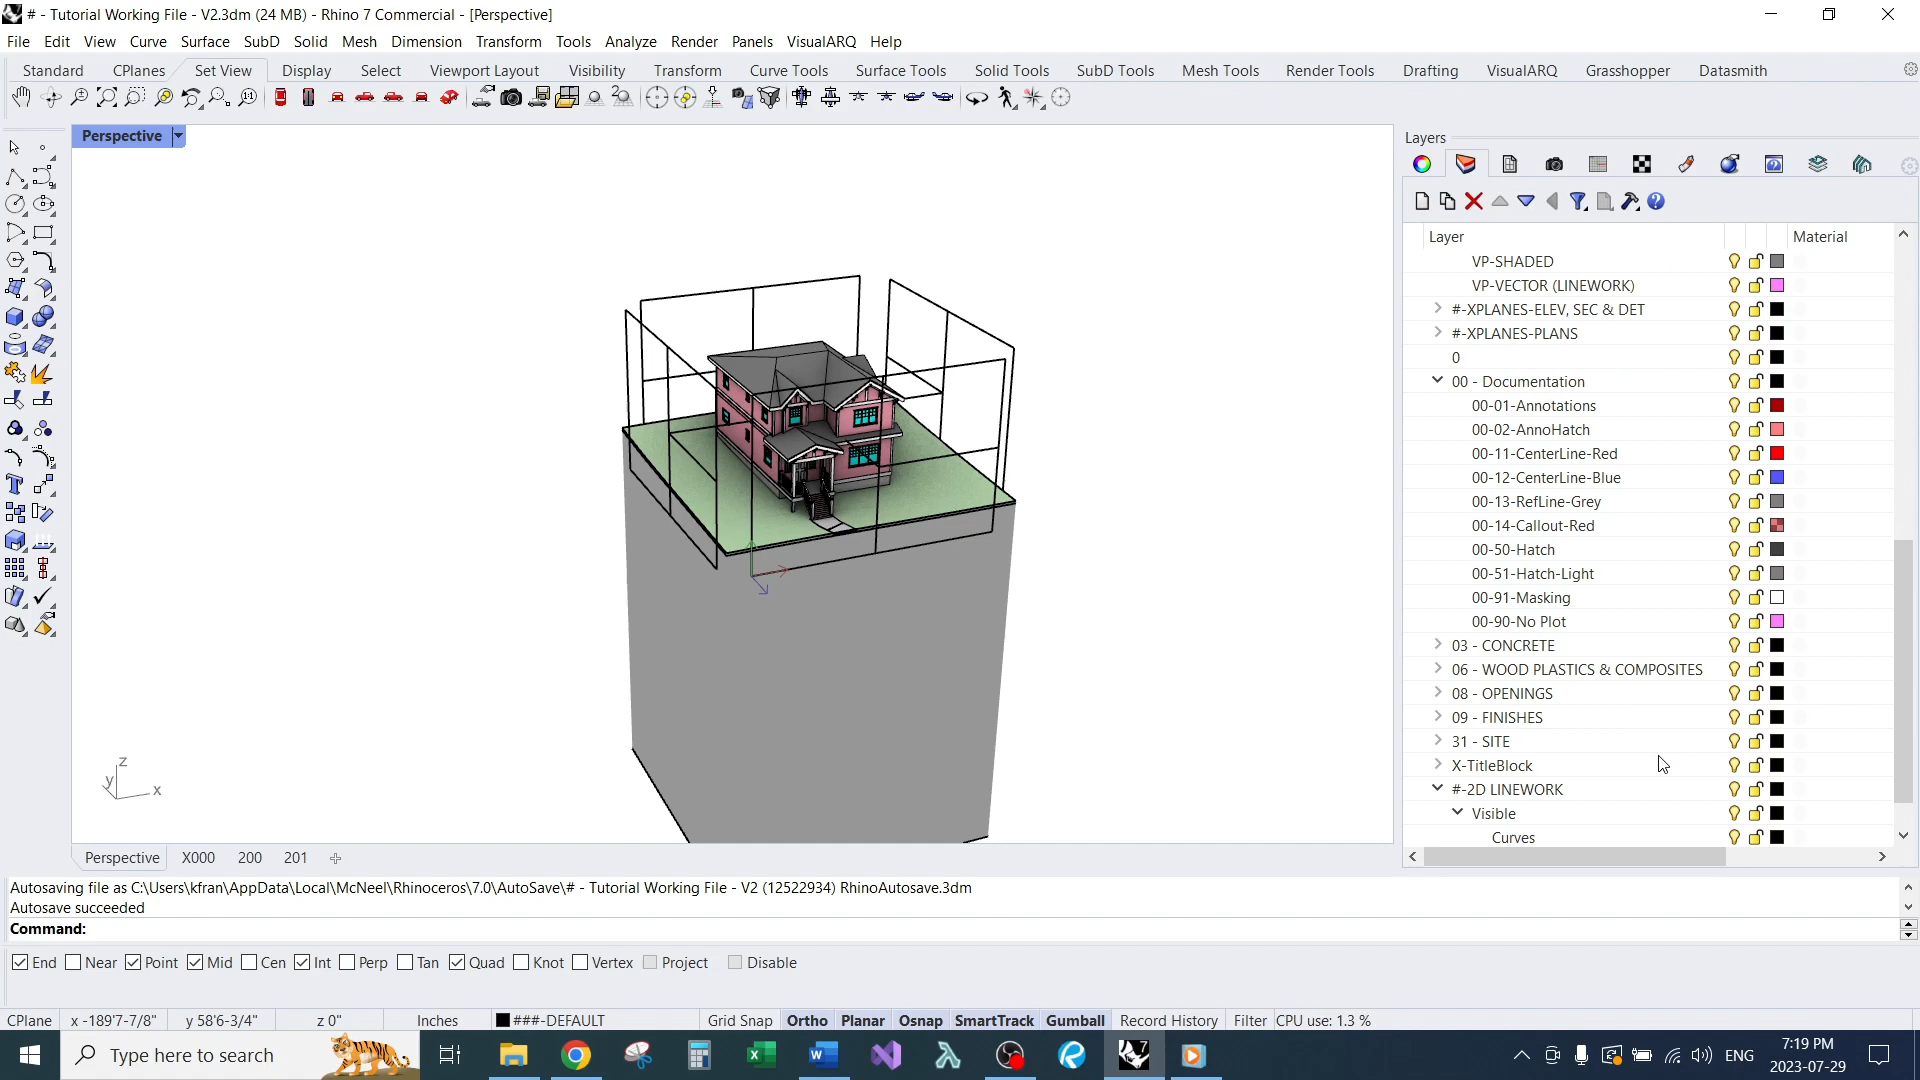 # - Tutorial Working File - V2.3dm (24 MB) - Rhino 7 Commercial - [Perspective]
File Edit View Curve Surface SubD Solid Mesh Dimension Transform Tools Analyze Render Panels VisualARQ Help
Standard CPlanes Set View Display Select Viewport Layout Visibility Transform Curve Tools Surface Tools Solid Tools SubD Tools Mesh Tools Render Tools Drafting VisualARQ Grasshopper Datasmith
Perspective
Layers
Layer Material
VP-SHADED
VP-VECTOR (LINEWORK)
#-XPLANES-ELEV, SEC & DET
#-XPLANES-PLANS
0
00 - Documentation
00-01-Annotations
00-02-AnnoHatch
00-11-CenterLine-Red
00-12-CenterLine-Blue
00-13-RefLine-Grey
00-14-Callout-Red
00-50-Hatch
00-51-Hatch-Light
00-91-Masking
00-90-No Plot
03 - CONCRETE
06 - WOOD PLASTICS & COMPOSITES
08 - OPENINGS
09 - FINISHES
31 - SITE
X-TitleBlock
#-2D LINEWORK
Visible
Curves
z
y
x
Perspective X000 200 201
Autosaving file as C:\Users\kfran\AppData\Local\McNeel\Rhinoceros\7.0\AutoSave\# - Tutorial Working File - V2 (12522934) RhinoAutosave.3dm
Autosave succeeded
Command:
End Near Point Mid Cen Int Perp Tan Quad Knot Vertex Project Disable
CPlane x -189'7-7/8" y 58'6-3/4" z 0" Inches ###-DEFAULT Grid Snap Ortho Planar Osnap SmartTrack Gumball Record History Filter CPU use: 1.3 %
Type here to search
ENG
7:19 PM
2023-07-29